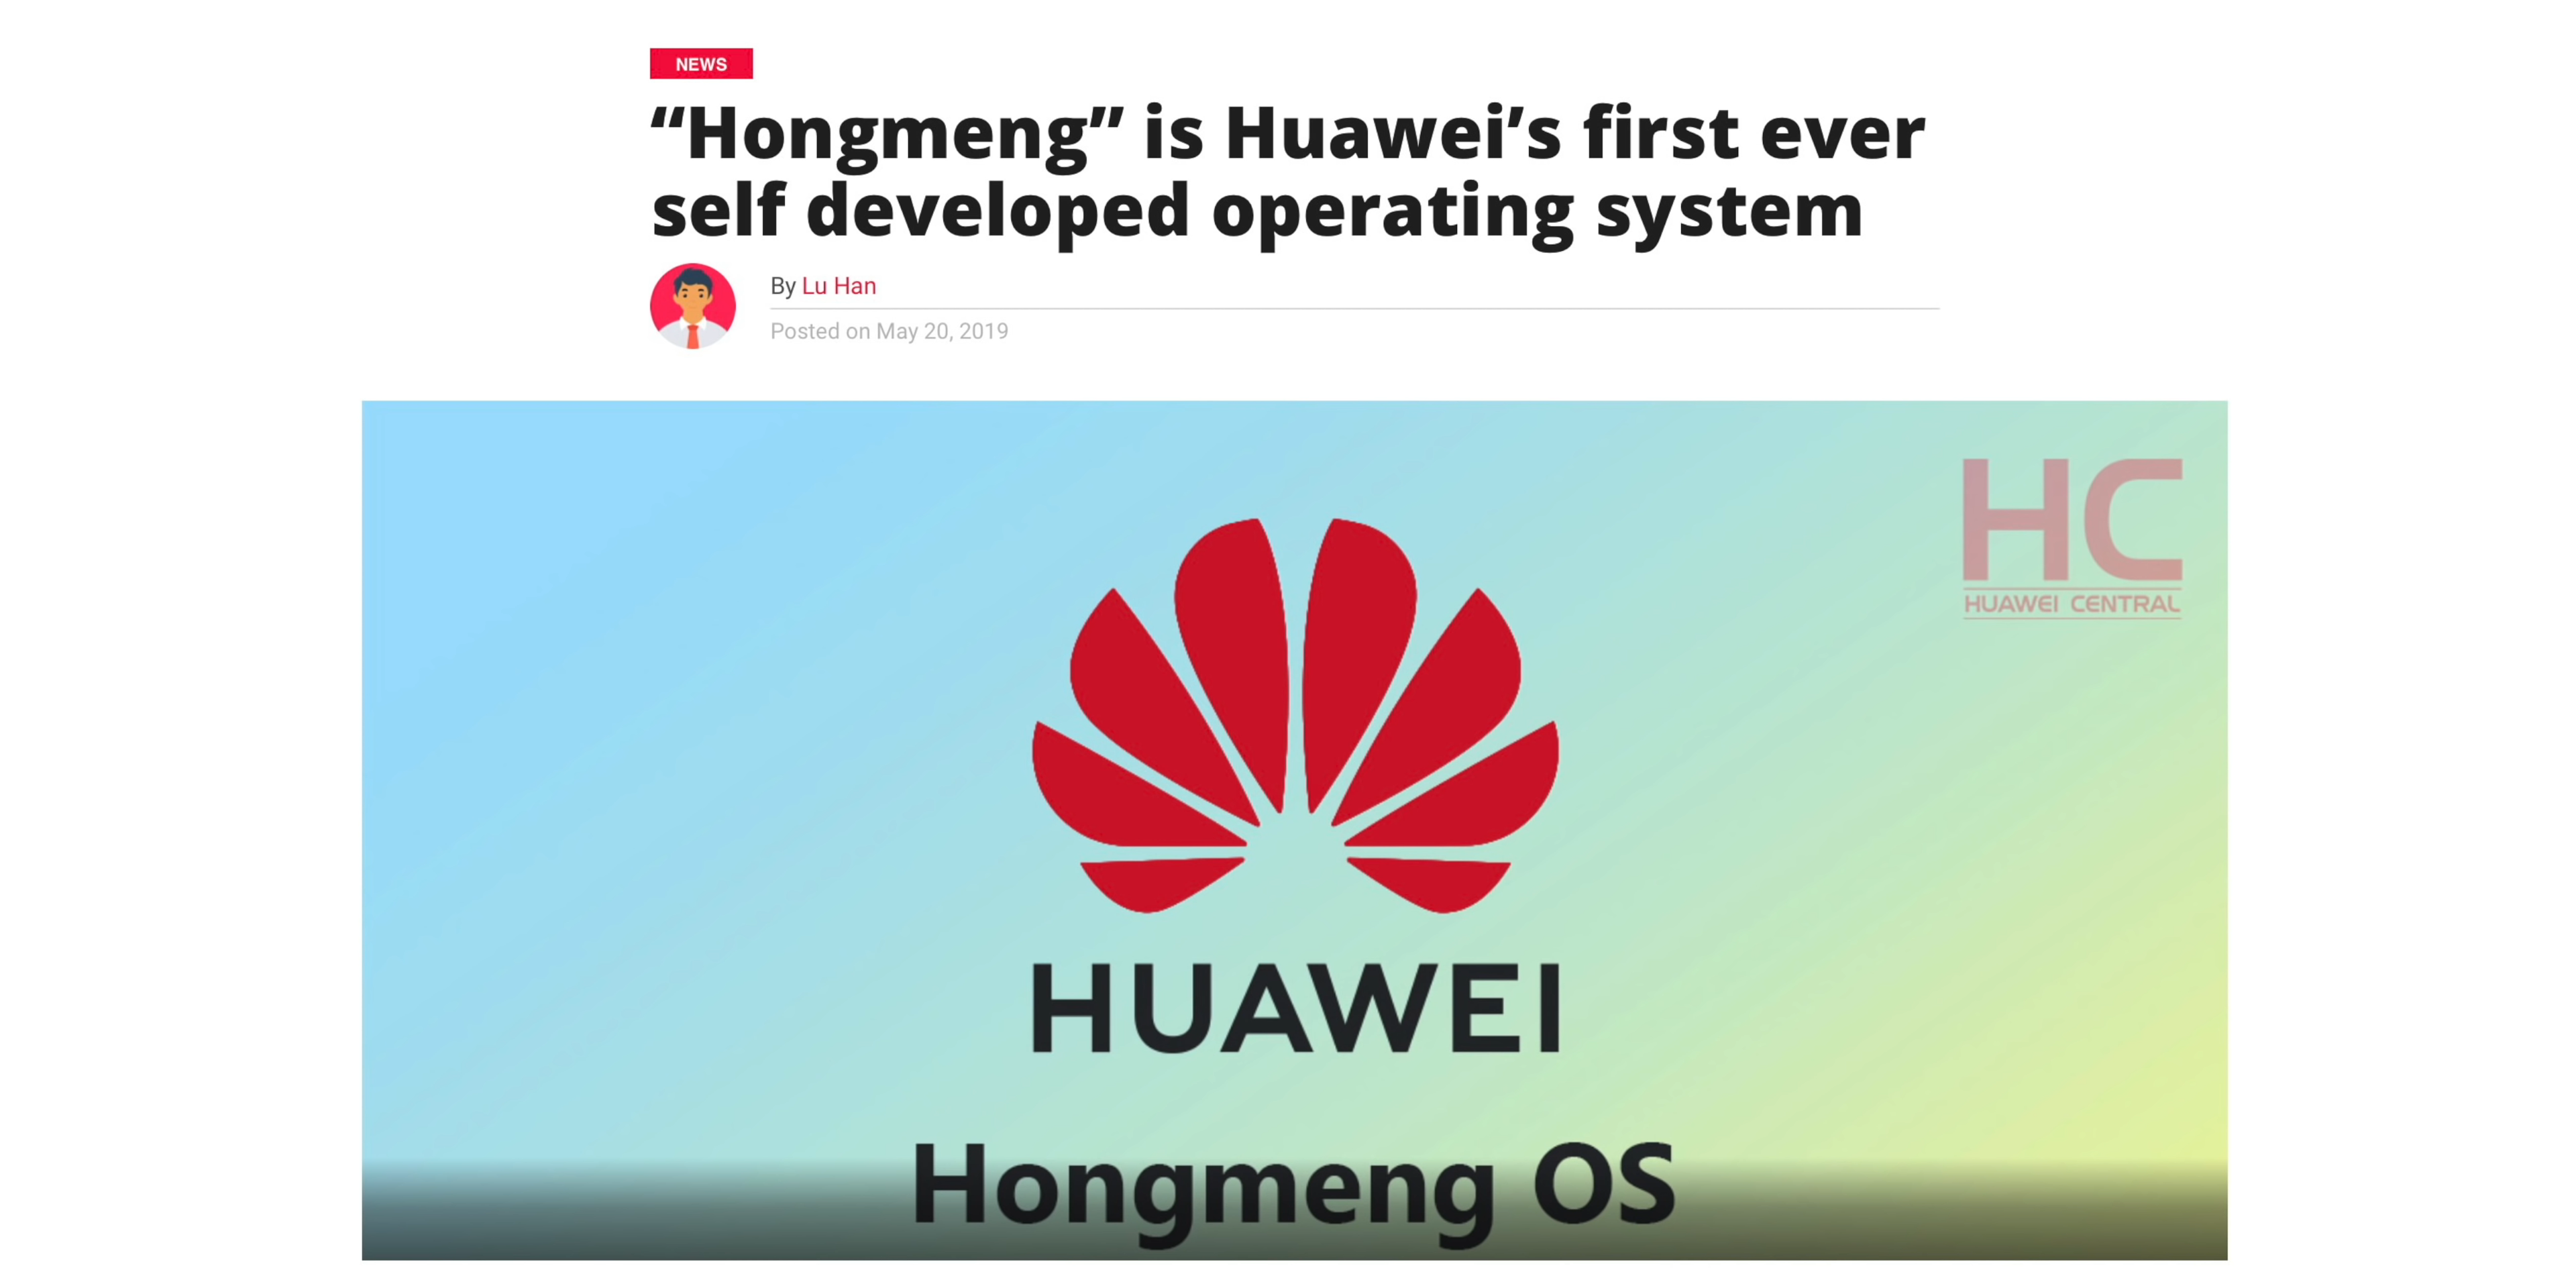 NEWS
“Hongmeng” is Huawei’s first ever
self developed operating system
By Lu Han
Posted on May 20, 2019
HC
HUAWEI CENTRAL
HUAWEI
Hongmeng OS